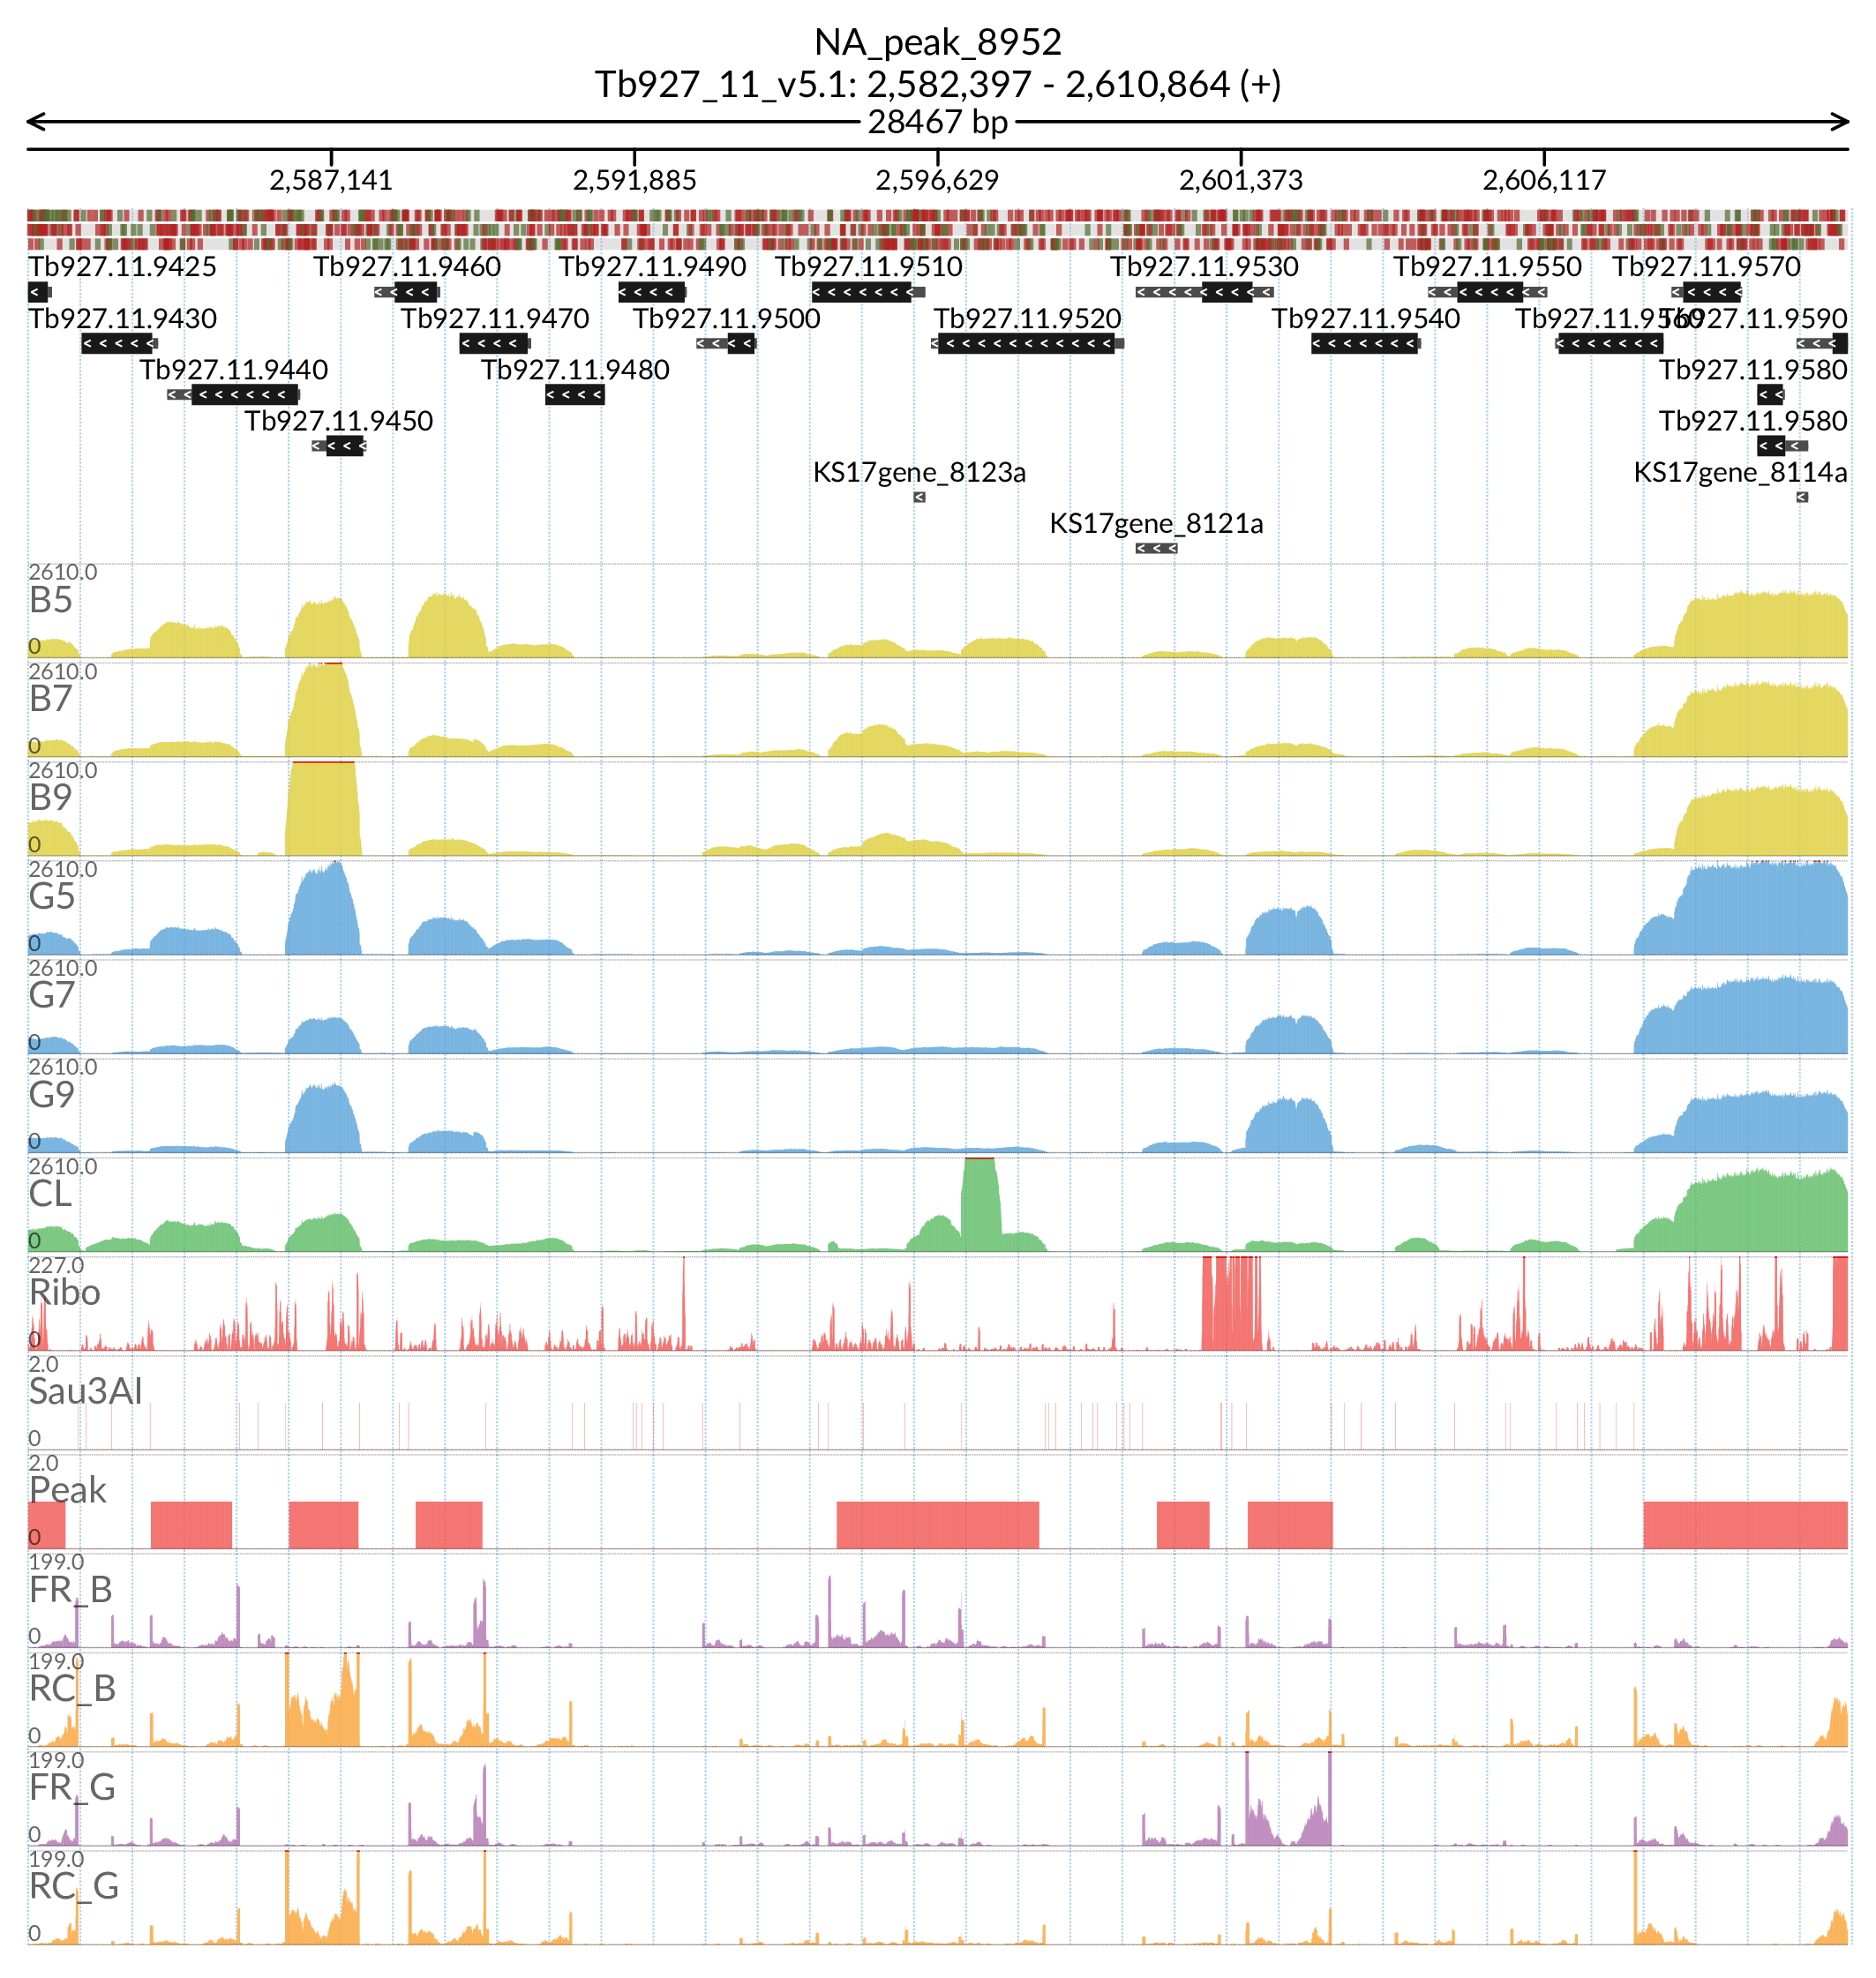 NA_peak_8952
Tb927_11_v5.1: 2,582,397 - 2,610,864 (+)
28467 bp
2,587,141 2,591,885 2,596,629 2,601,373 2,606,117
Tb927.11.9425 Tb927.11.9460 Tb927.11.9490 Tb927.11.9510 Tb927.11.9530 Tb927.11.9550 Tb927.11.9570
Tb927.11.9430 Tb927.11.9470 Tb927.11.9500 Tb927.11.9520 Tb927.11.9540 Tb927.11.9560 Tb927.11.9590
Tb927.11.9440 Tb927.11.9480 Tb927.11.9580
Tb927.11.9450 Tb927.11.9580
KS17gene_8123a KS17gene_8114a
KS17gene_8121a
2610.0
B5
0
2610.0
B7
0
2610.0
B9
0
2610.0
G5
0
2610.0
G7
0
2610.0
G9
0
2610.0
CL
0
227.0
Ribo
0
2.0
Sau3AI
0
2.0
Peak
0
199.0
FR_B
0
199.0
RC_B
0
199.0
FR_G
0
199.0
RC_G
0